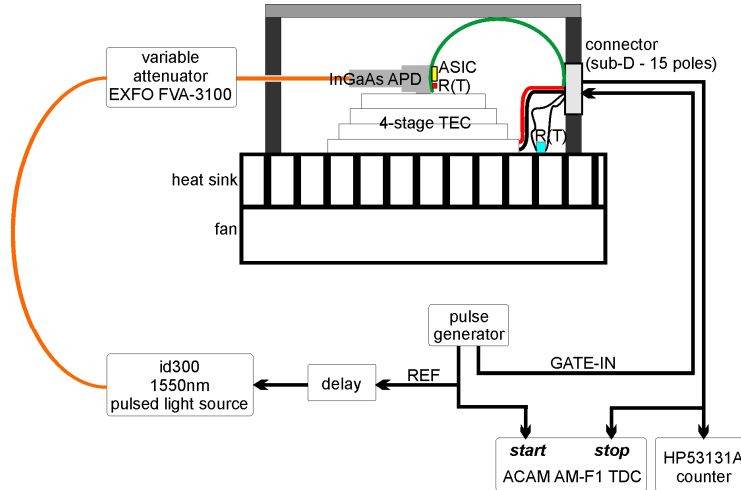 variable
attenuator
EXFO FVA-3100
InGaAs APD
ASIC
R(T)
connector
(sub-D - 15 poles)
4-stage TEC
(R(T)
heat sink
fan
pulse
generator
id300
1550nm
pulsed light source
delay
REF
GATE-IN
start
stop
ACAM AM-F1 TDC
HP53131A
counter